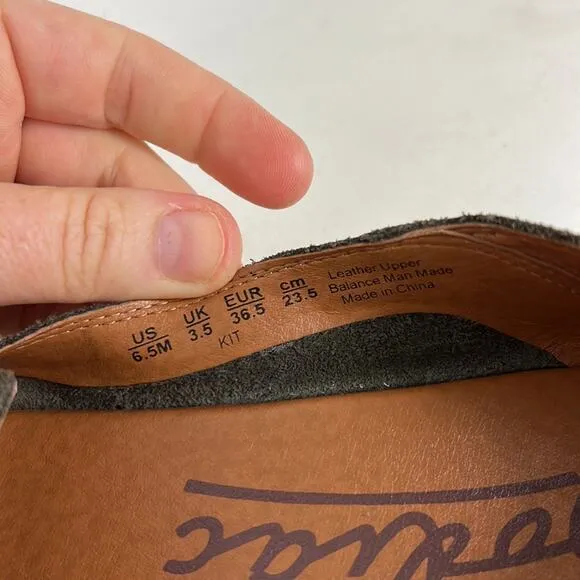 US UK EUR cm
6.5M 3.5 36.5 23.5
KIT
Leather Upper
Balance Man Made
Made in China